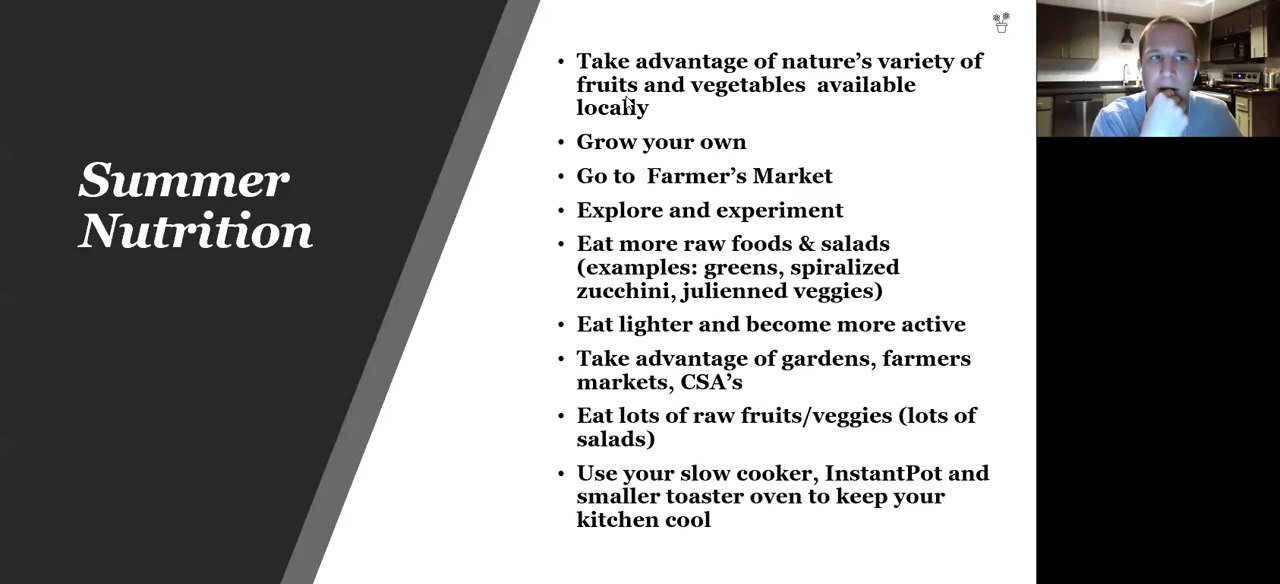 Summer
Nutrition
• Take advantage of nature's variety of
fruits and vegetables  available
locally
• Grow your own
• Go to  Farmer's Market
• Explore and experiment
• Eat more raw foods & salads
(examples: greens, spiralized
zucchini, julienned veggies)
• Eat lighter and become more active
• Take advantage of gardens, farmers
markets, CSA's
• Eat lots of raw fruits/veggies (lots of
salads)
• Use your slow cooker, InstantPot and
smaller toaster oven to keep your
kitchen cool